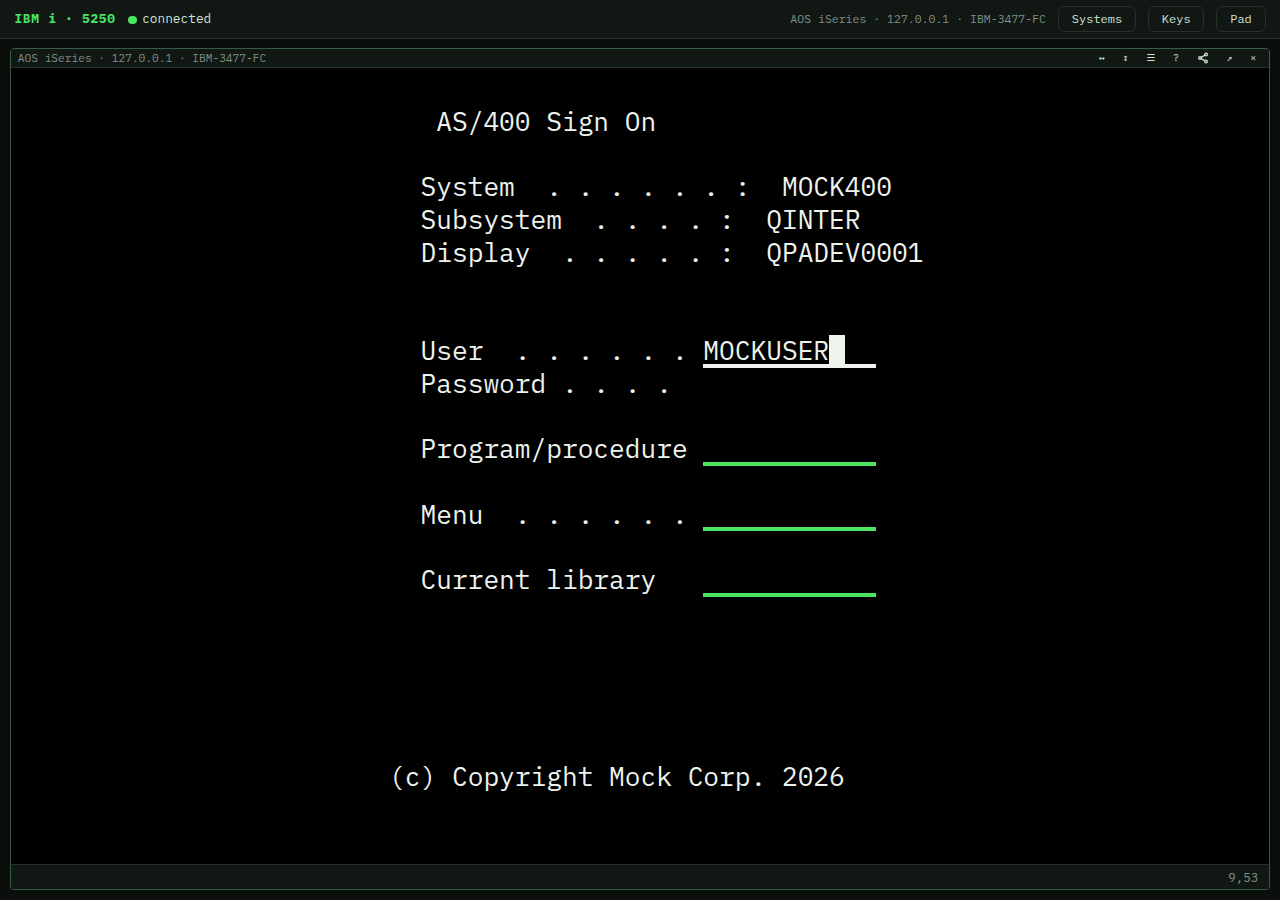 IBM i · 5250 connected AOS iSeries · 127.0.0.1 · IBM-3477-FC Systems Keys Pad
AOS iSeries · 127.0.0.1 · IBM-3477-FC ?
AS/400 Sign On
System . . . . . . : MOCK400
Subsystem . . . . : QINTER
Display . . . . . : QPADEV0001
User . . . . . . MOCKUSER
Password . . . .
Program/procedure
Menu . . . . . .
Current library
(c) Copyright Mock Corp. 2026
9,53